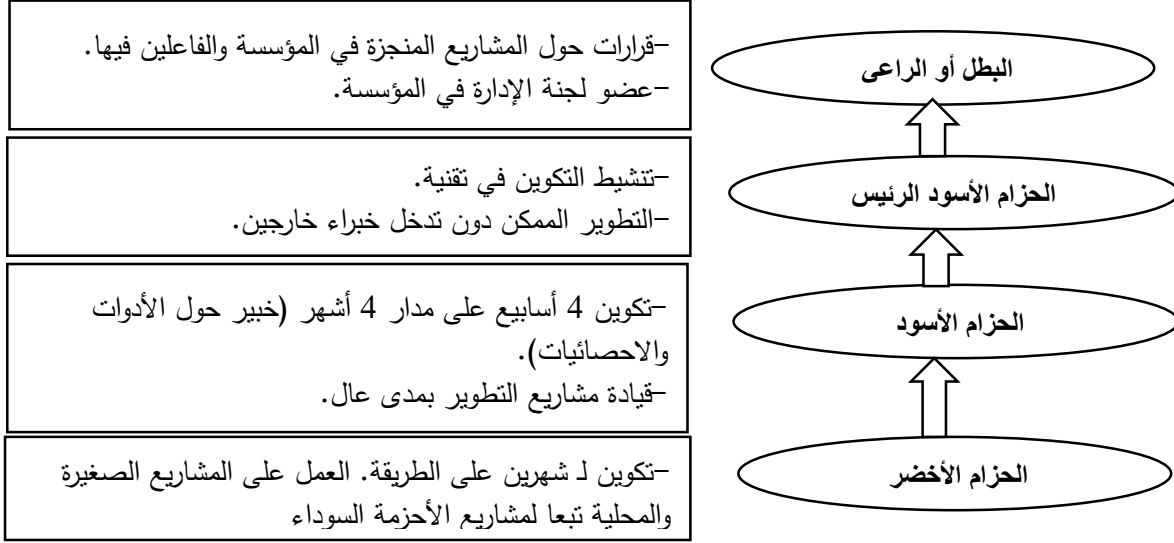 -قرارات حول المشاريع المنجزة في المؤسسة والفاعلين فيها.
-عضو لجنة الإدارة في المؤسسة.
البطل أو الراعى
-تنشيط التكوين في تقنية.
-التطوير الممكن دون تدخل خبراء خارجين.
الحزام الأسود الرئيس
-تكوين 4 أسابيع على مدار 4 أشهر (خبير حول الأدوات
والاحصائيات).
-قيادة مشاريع التطوير بمدى عال.
الحزام الأسود
-تكوين لـ شهرين على الطريقة. العمل على المشاريع الصغيرة
والمحلية تبعا لمشاريع الأحزمة السوداء
الحزام الأخضر